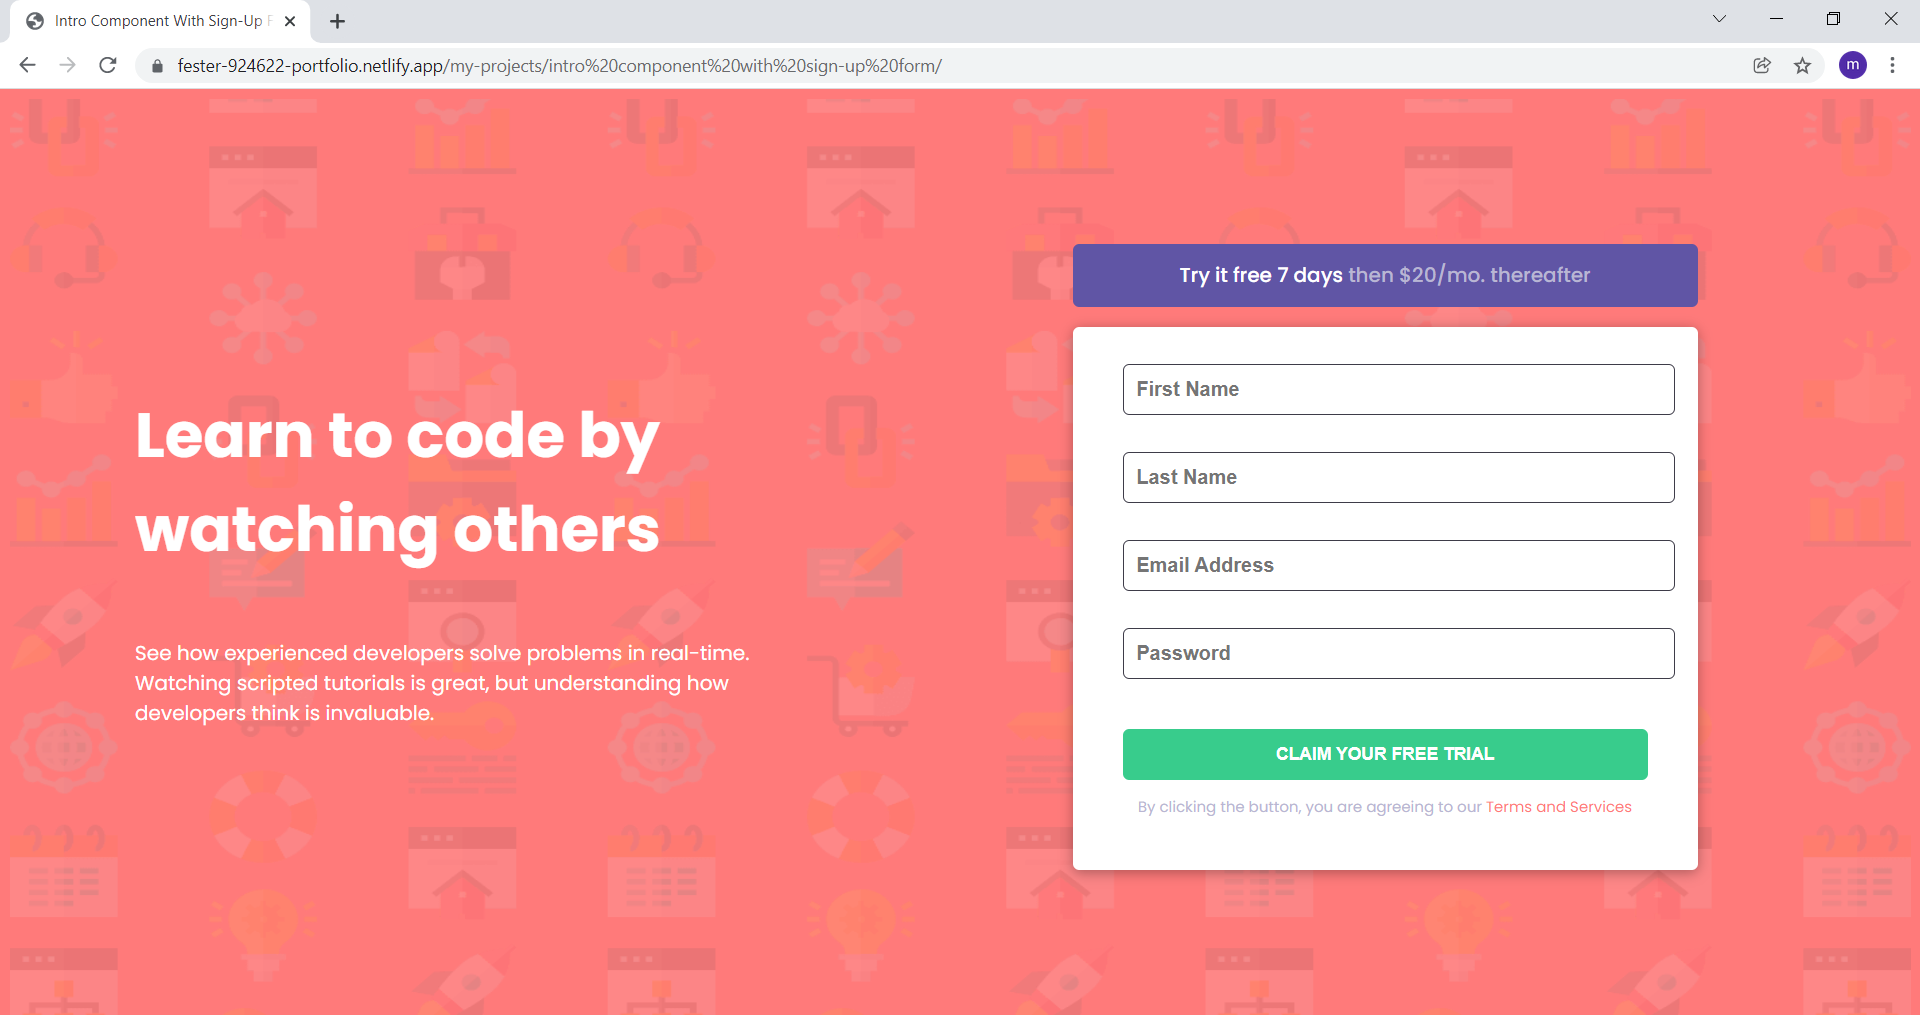 Intro Component With Sign-Up F
fester-924622-portfolio.netlify.app/my-projects/intro%20component%20with%20sign-up%20form/
m
Learn to code by
watching others
See how experienced developers solve problems in real-time.
Watching scripted tutorials is great, but understanding how
developers think is invaluable.
Try it free 7 days then $20/mo. thereafter
First Name
Last Name
Email Address
Password
CLAIM YOUR FREE TRIAL
By clicking the button, you are agreeing to our Terms and Services